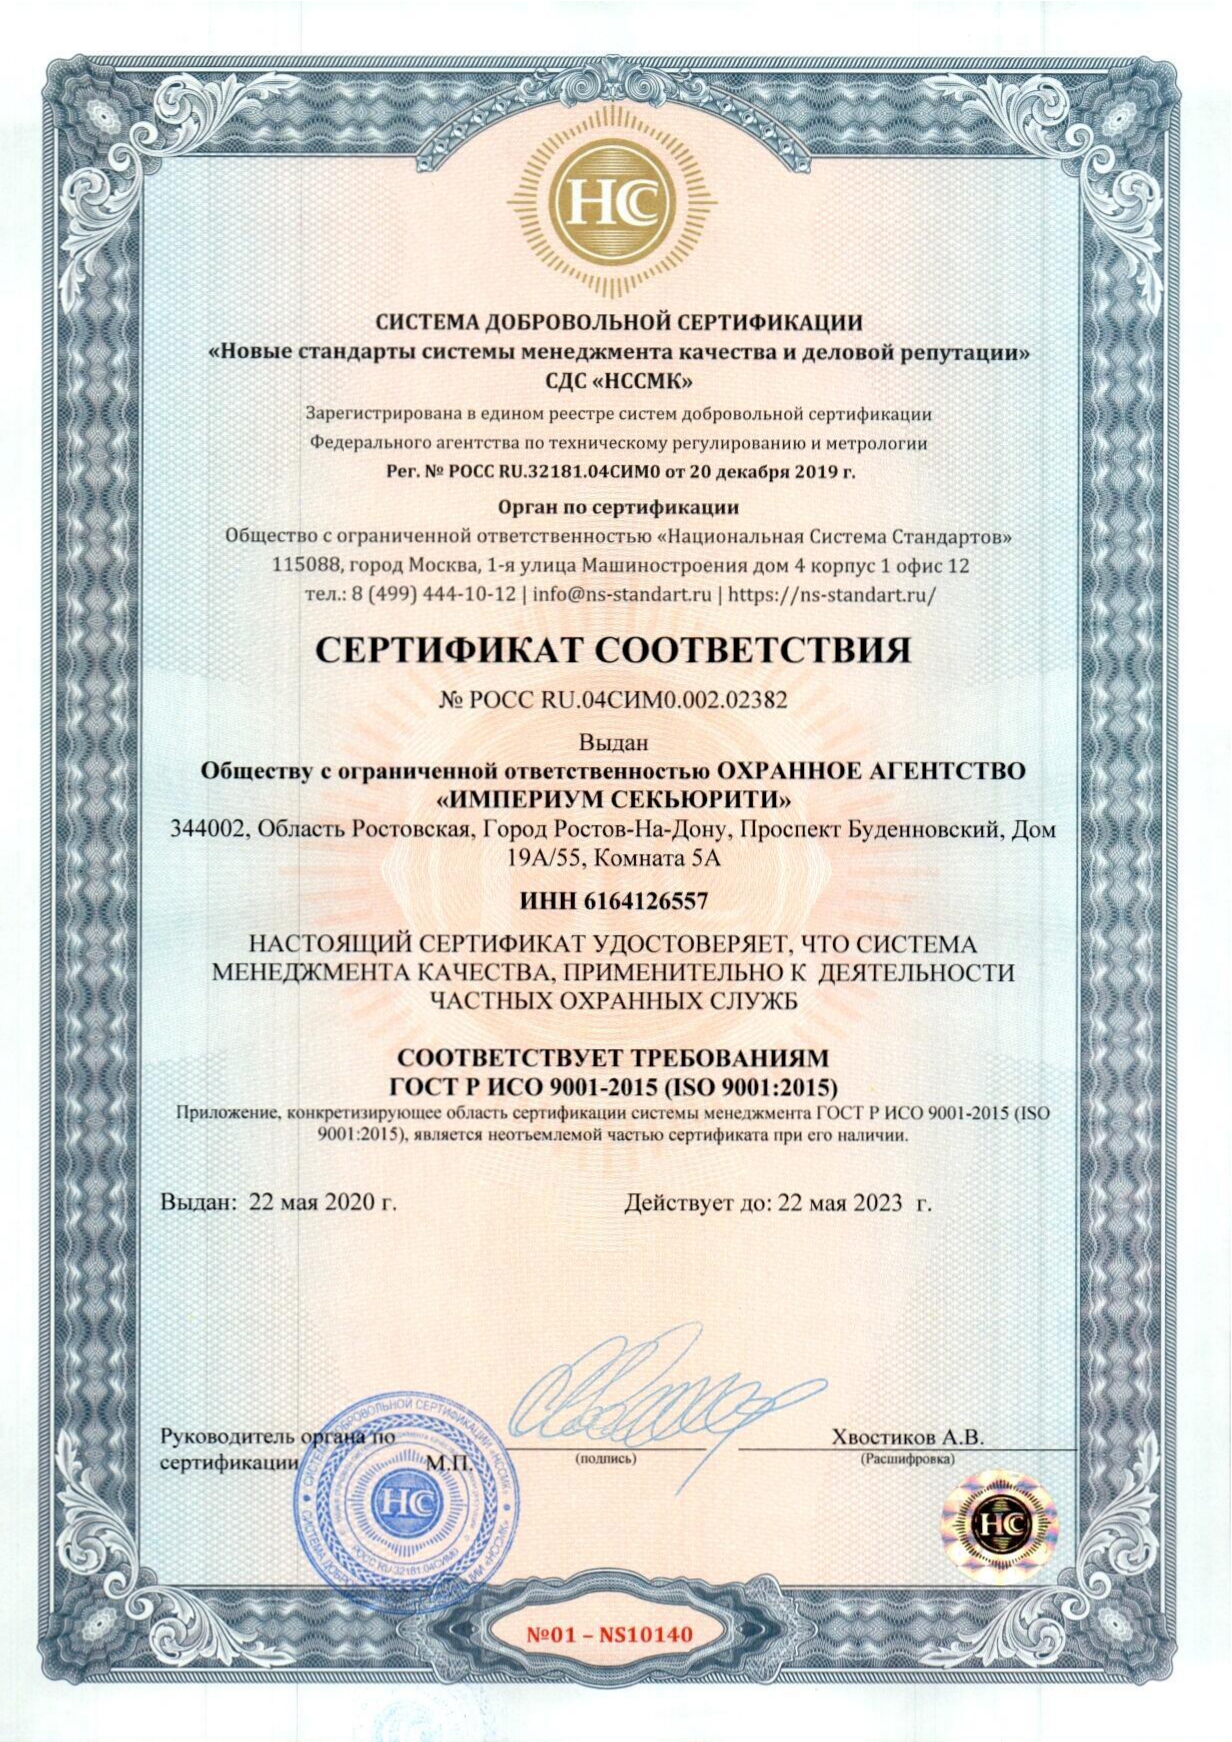 НСС
СИСТЕМА ДОБРОВОЛЬНОЙ СЕРТИФИКАЦИИ
«Новые стандарты системы менеджмента качества и деловой репутации»
СДС «НССМК»
Зарегистрирована в едином реестре систем добровольной сертификации
Федерального агентства по техническому регулированию и метрологии
Рег. № РОСС RU.32181.04СИМ0 от 20 декабря 2019 г.
Орган по сертификации
Общество с ограниченной ответственностью «Национальная Система Стандартов»
115088, город Москва, 1-я улица Машиностроения дом 4 корпус 1 офис 12
тел.: 8 (499) 444-10-12 | info@ns-standart.ru | https://ns-standart.ru/
СЕРТИФИКАТ СООТВЕТСТВИЯ
№ РОСС RU.04СИМ0.002.02382
Выдан
Обществу с ограниченной ответственностью ОХРАННОЕ АГЕНТСТВО
«ИМПЕРИУМ СЕКЬЮРИТИ»
344002, Область Ростовская, Город Ростов-На-Дону, Проспект Буденновский, Дом
19А/55, Комната 5А
ИНН 6164126557
НАСТОЯЩИЙ СЕРТИФИКАТ УДОСТОВЕРЯЕТ, ЧТО СИСТЕМА
МЕНЕДЖМЕНТА КАЧЕСТВА, ПРИМЕНИТЕЛЬНО К ДЕЯТЕЛЬНОСТИ
ЧАСТНЫХ ОХРАННЫХ СЛУЖБ
СООТВЕТСТВУЕТ ТРЕБОВАНИЯМ
ГОСТ Р ИСО 9001-2015 (ISO 9001:2015)
Приложение, конкретизирующее область сертификации системы менеджмента ГОСТ Р ИСО 9001-2015 (ISO
9001:2015), является неотъемлемой частью сертификата при его наличии.
Выдан: 22 мая 2020 г. Действует до: 22 мая 2023 г.
Руководитель органа по
сертификации М.П.
(подпись)
Хвостиков А.В.
(Расшифровка)
СИСТЕМА ДОБРОВОЛЬНОЙ СЕРТИФИКАЦИИ «НССМК»
РОСС RU.32181.04СИМ0
НСС
НСС
№01 – NS10140